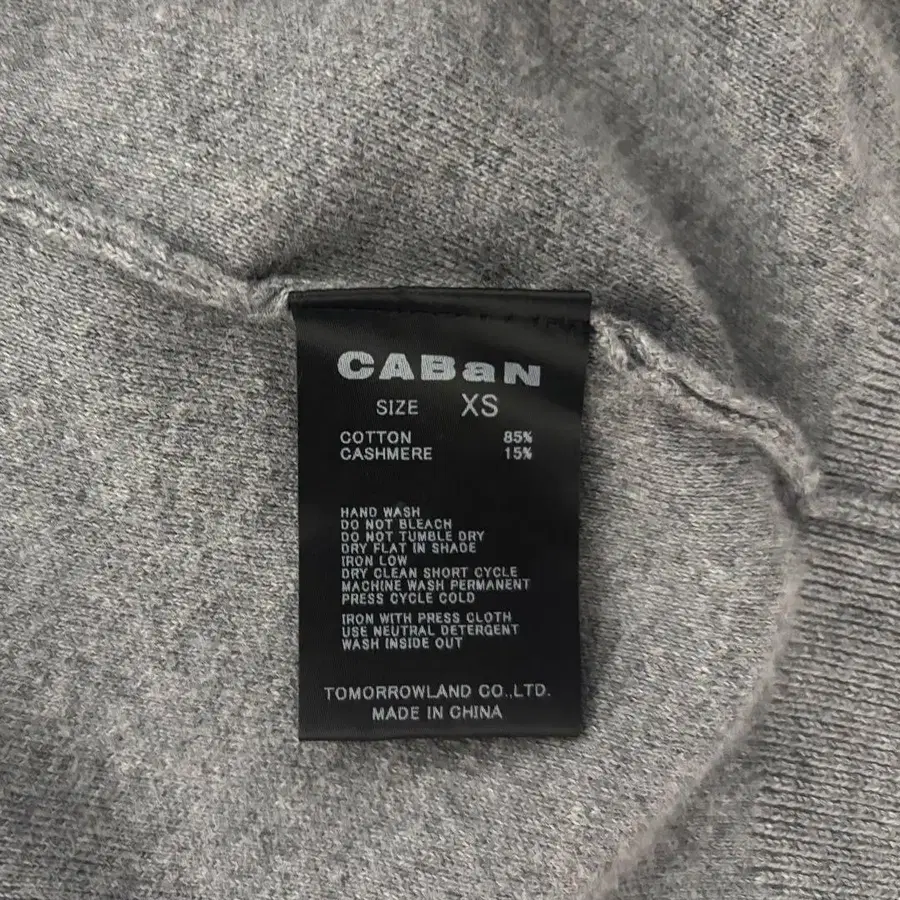 CABaN
SIZE XS
COTTON 85%
CASHMERE 15%
HAND WASH
DO NOT BLEACH
DO NOT TUMBLE DRY
DRY FLAT IN SHADE
IRON LOW
DRY CLEAN SHORT CYCLE
MACHINE WASH PERMANENT
PRESS CYCLE COLD
IRON WITH PRESS CLOTH
USE NEUTRAL DETERGENT
WASH INSIDE OUT
TOMORROWLAND CO.,LTD.
MADE IN CHINA